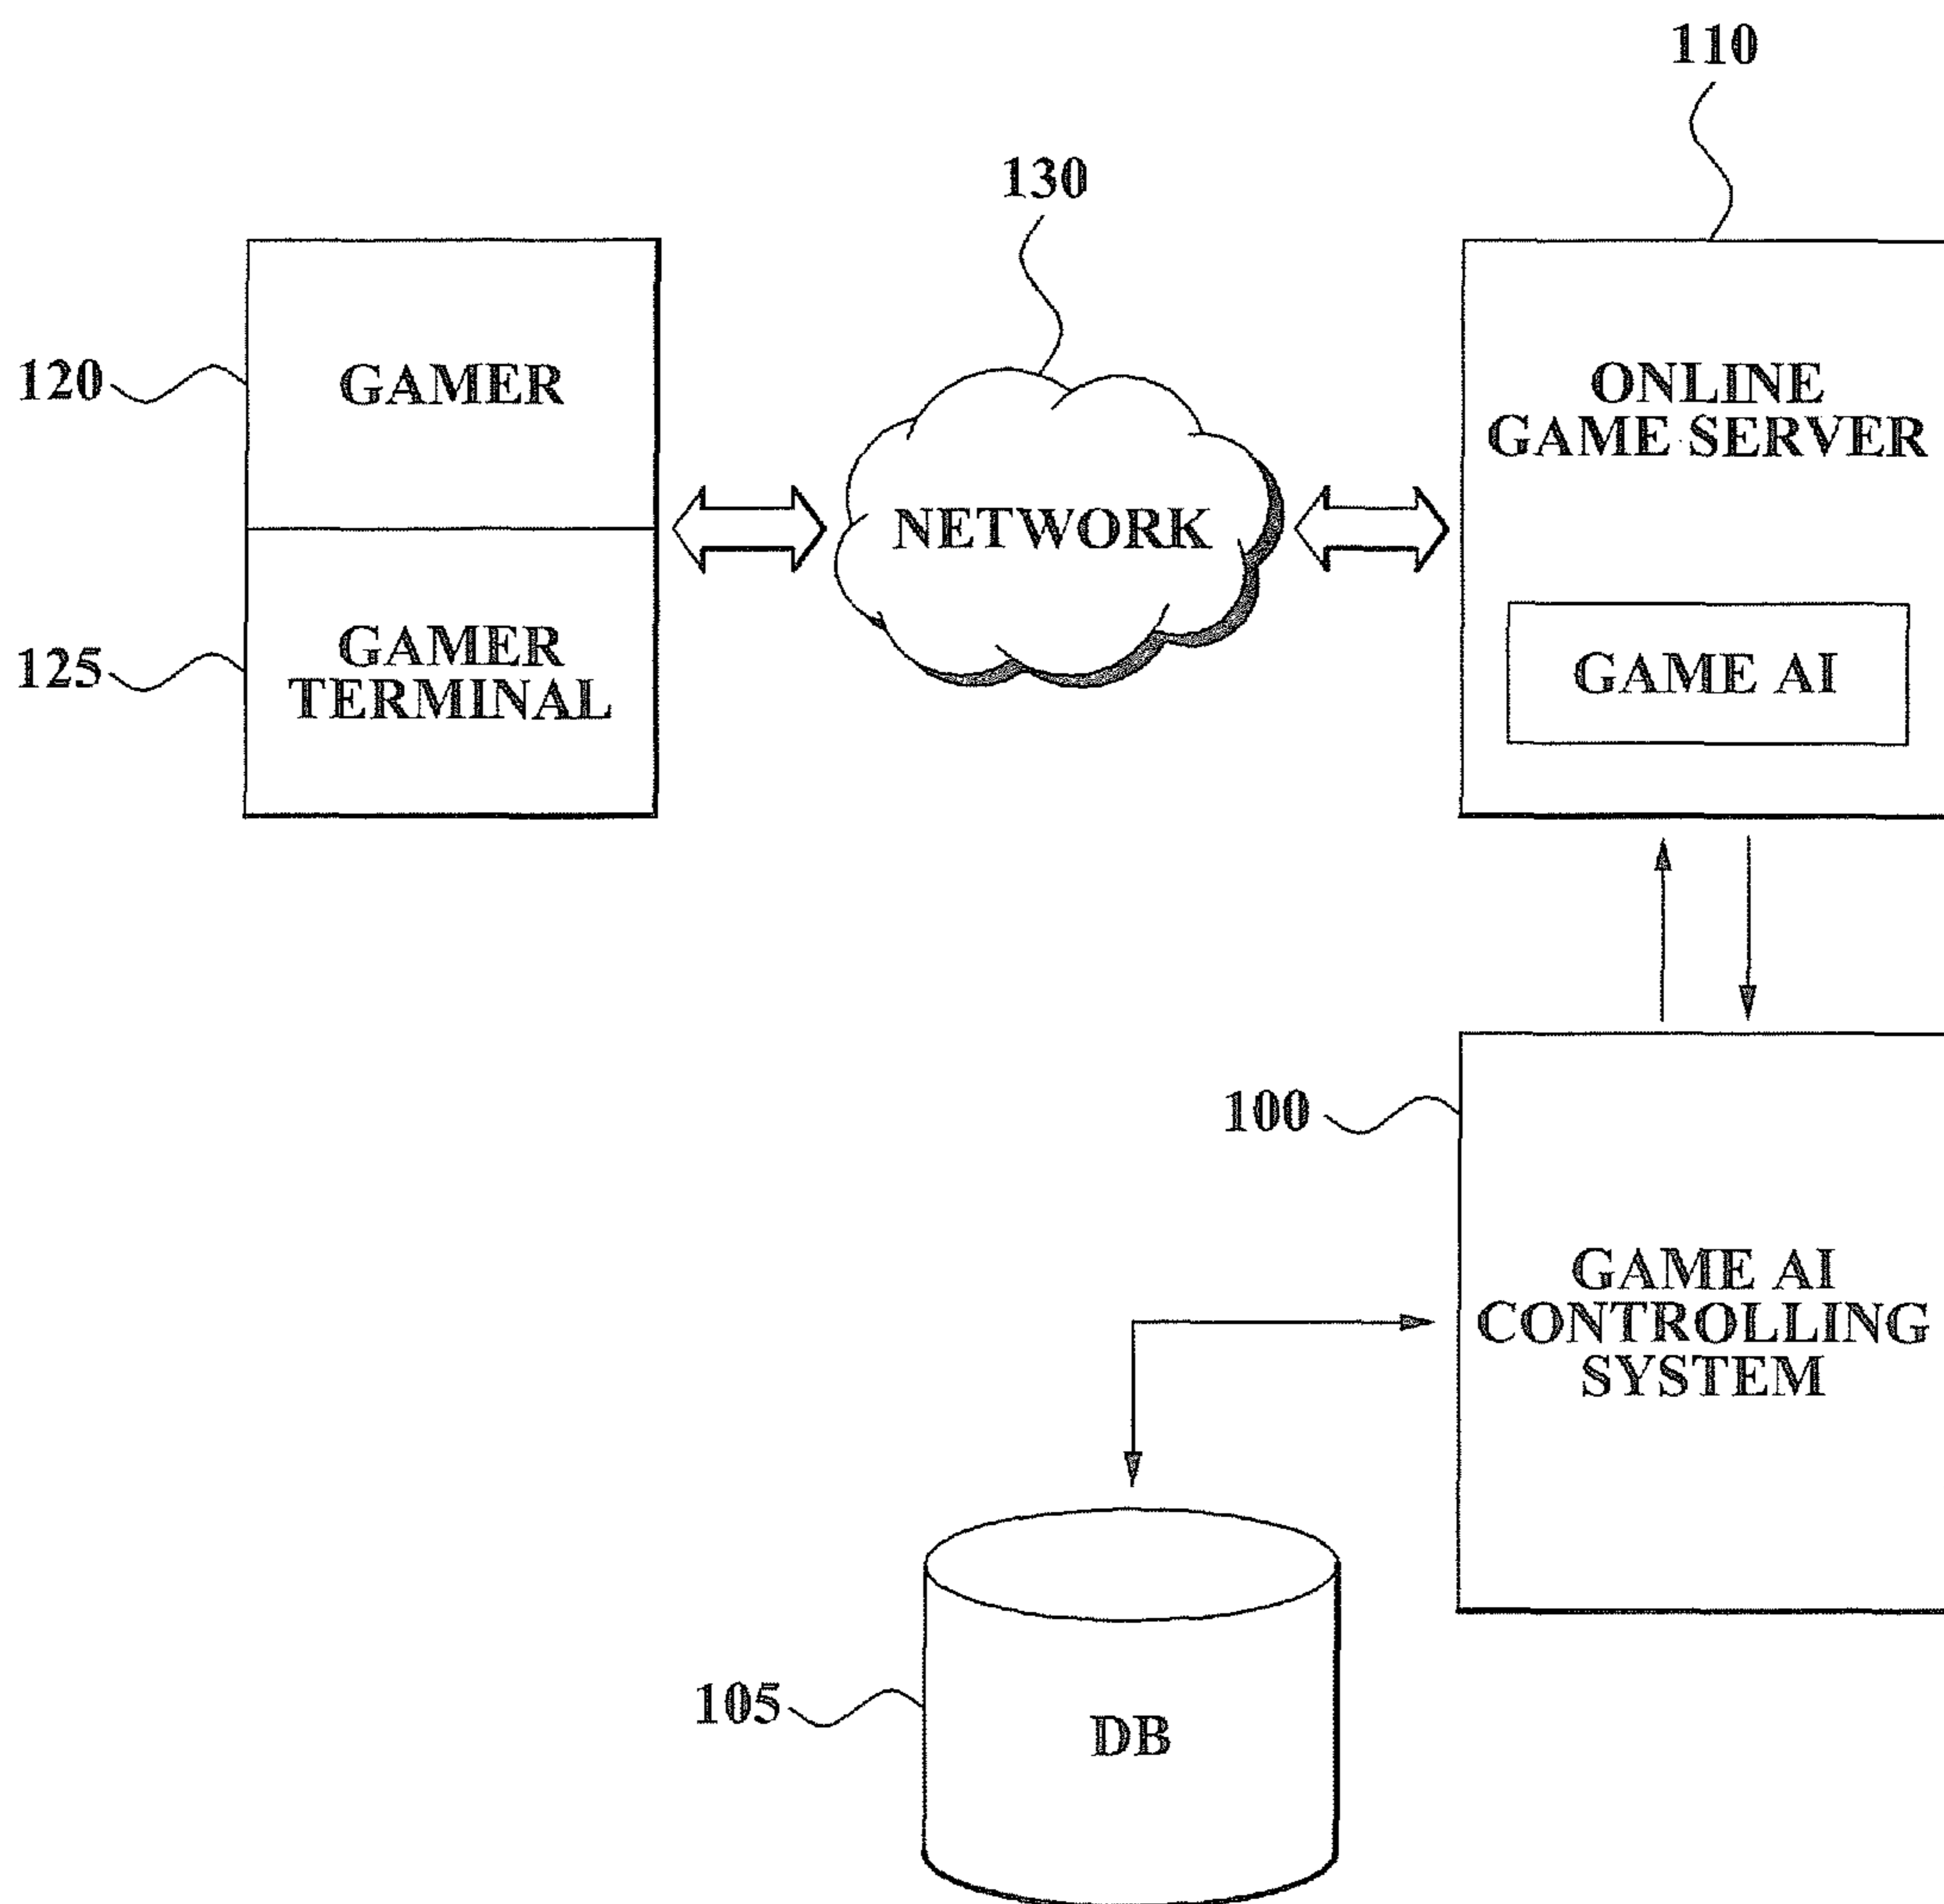 110
130
120
GAMER
ONLINE
GAME SERVER
NETWORK
125
GAMER
TERMINAL
GAME AI
100
GAME AI
CONTROLLING
SYSTEM
105
DB